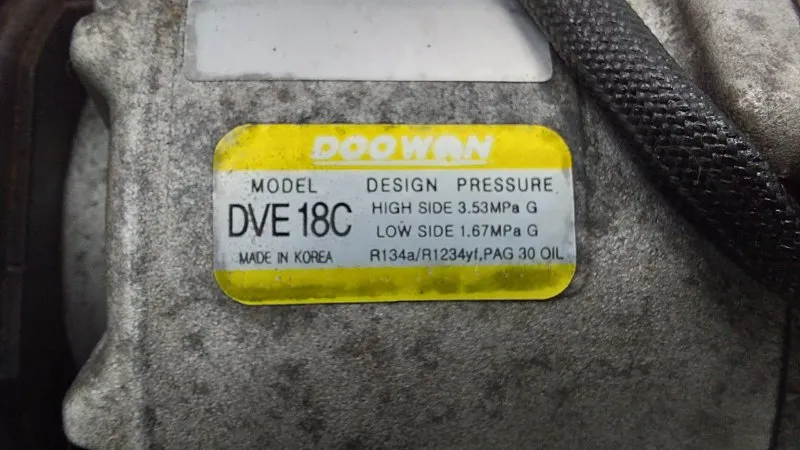 DOOWON
MODEL DESIGN PRESSURE
DVE 18C HIGH SIDE 3.53MPa G
LOW SIDE 1.67MPa G
MADE IN KOREA R134a/R1234yf,PAG 30 OIL